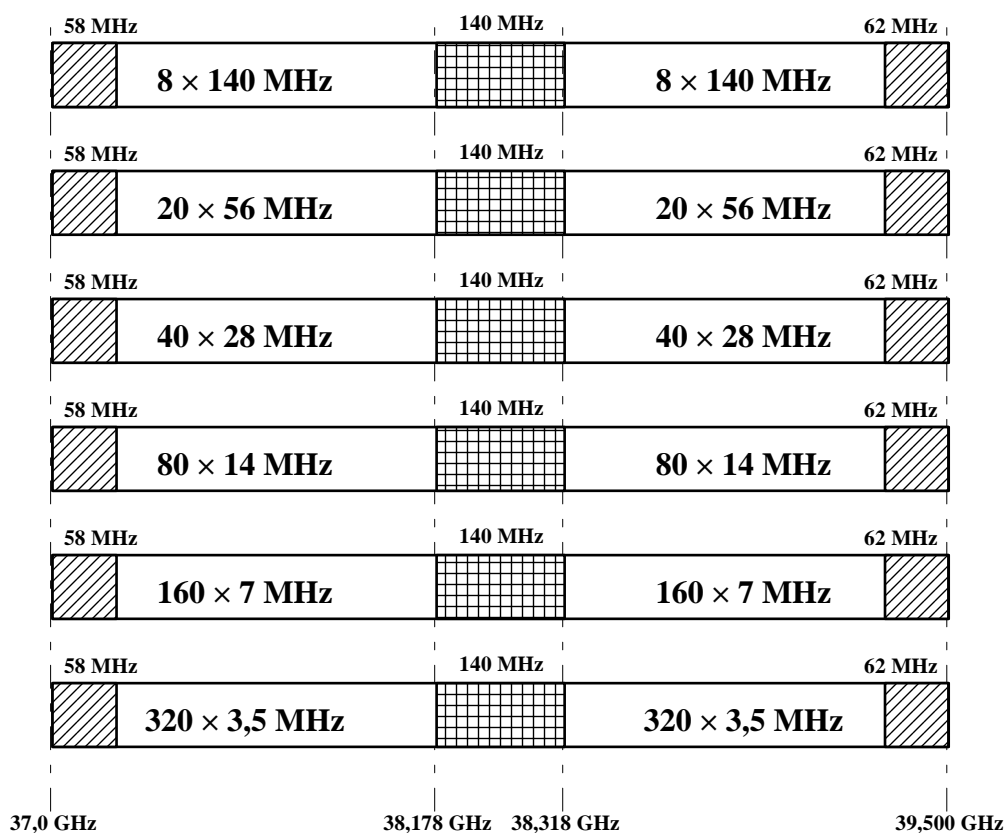 58 MHz 140 MHz 62 MHz
8 × 140 MHz 8 × 140 MHz
58 MHz 140 MHz 62 MHz
20 × 56 MHz 20 × 56 MHz
58 MHz 140 MHz 62 MHz
40 × 28 MHz 40 × 28 MHz
58 MHz 140 MHz 62 MHz
80 × 14 MHz 80 × 14 MHz
58 MHz 140 MHz 62 MHz
160 × 7 MHz 160 × 7 MHz
58 MHz 140 MHz 62 MHz
320 × 3,5 MHz 320 × 3,5 MHz
37,0 GHz 38,178 GHz 38,318 GHz 39,500 GHz